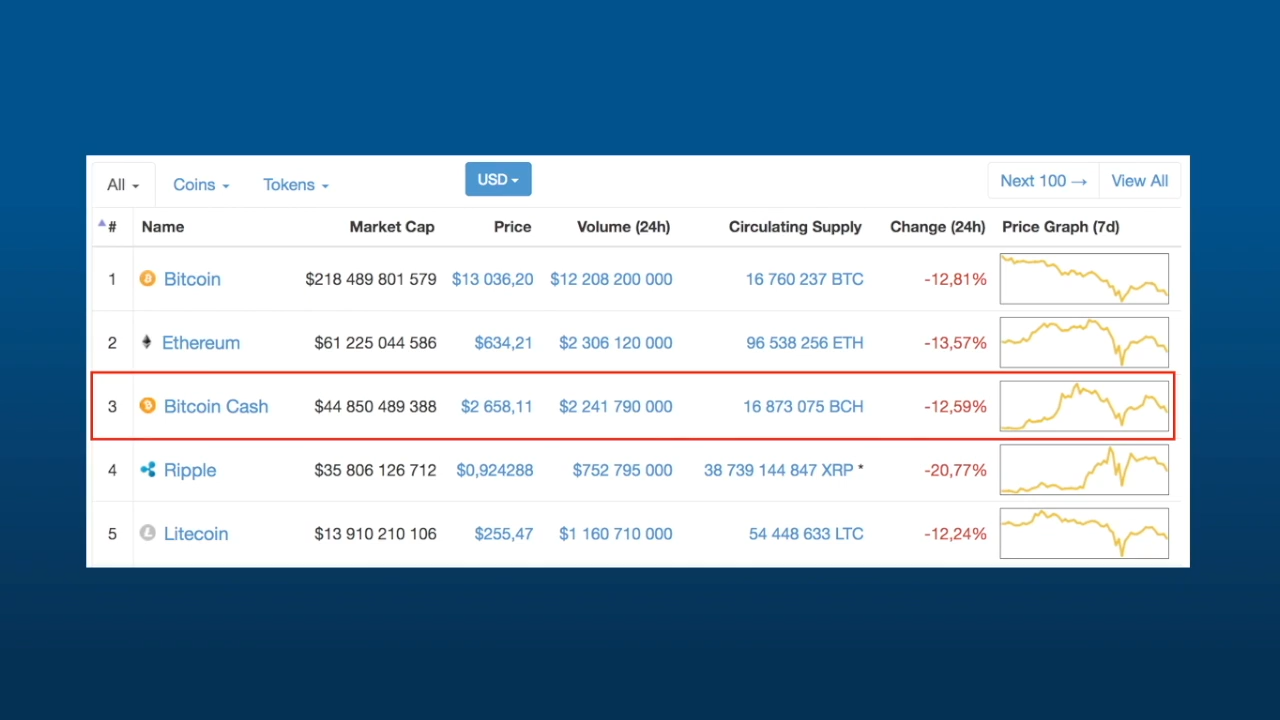 All Coins Tokens USD Next 100 → View All
# Name Market Cap Price Volume (24h) Circulating Supply Change (24h) Price Graph (7d)
1 Bitcoin $218 489 801 579 $13 036,20 $12 208 200 000 16 760 237 BTC -12,81%
2 Ethereum $61 225 044 586 $634,21 $2 306 120 000 96 538 256 ETH -13,57%
3 Bitcoin Cash $44 850 489 388 $2 658,11 $2 241 790 000 16 873 075 BCH -12,59%
4 Ripple $35 806 126 712 $0,924288 $752 795 000 38 739 144 847 XRP * -20,77%
5 Litecoin $13 910 210 106 $255,47 $1 160 710 000 54 448 633 LTC -12,24%